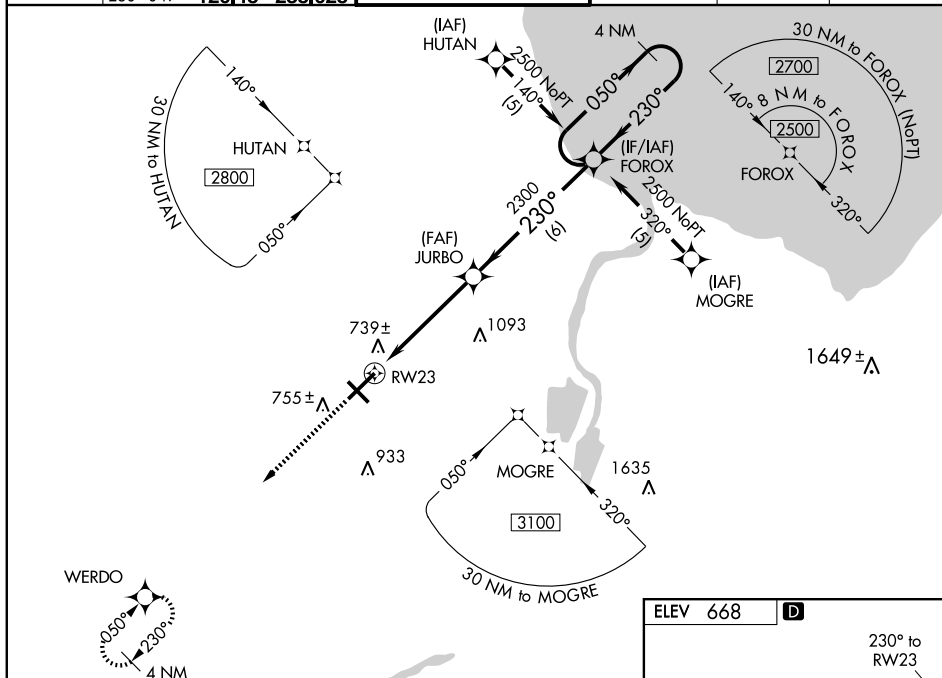 (IAF)
HUTAN
2500 NoPT
140°
(5)
4 NM
050°
230°
(IF/IAF)
FOROX
30 NM to FOROX (NoPT)
2700
8 NM to FOROX
2500
140°
FOROX
320°
140°
30 NM to HUTAN
HUTAN
2800
050°
2300
230°
(6)
2500 NoPT
320°
(5)
(IAF)
MOGRE
(FAF)
JURBO
739±
1093
RW23
1649±
755±
933
MOGRE
050°
1635
320°
3100
30 NM to MOGRE
WERDO
050°
230°
4 NM
ELEV 668
D
230° to
RW23